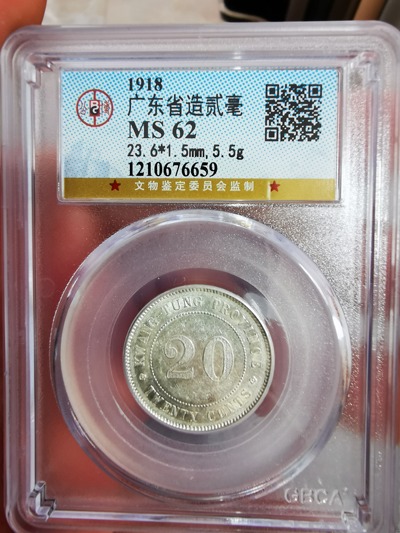 1918
广东省造贰毫
MS 62
23.6*1.5mm,5.5g
1210676659
文物鉴定委员会监制
KWANG-TUNG PROVINCE
20
TWENTY CENTS
GBCA